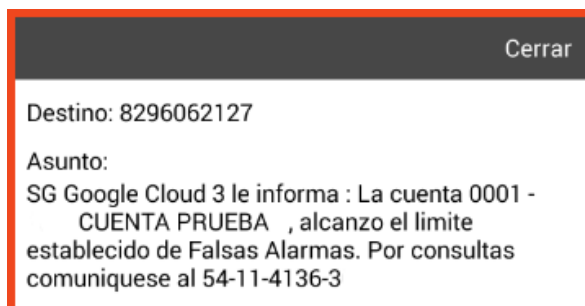 Cerrar
Destino: 8296062127
Asunto:
SG Google Cloud 3 le informa : La cuenta 0001 -
CUENTA PRUEBA , alcanzo el limite
establecido de Falsas Alarmas. Por consultas
comuniquese al 54-11-4136-3